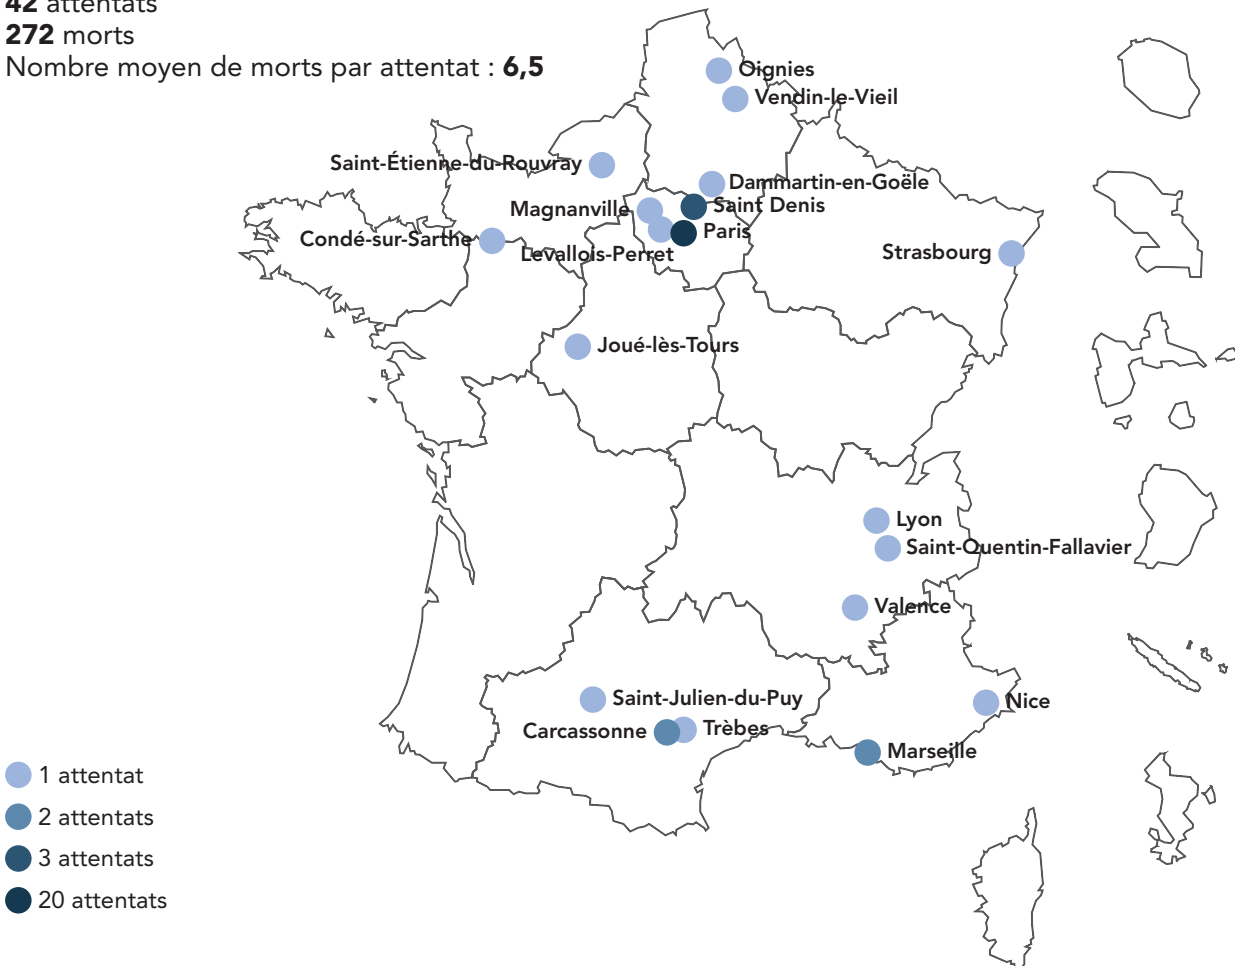 42 attentats
272 morts
Nombre moyen de morts par attentat : 6,5
Oignies
Vendin-le-Vieil
Saint-Étienne-du-Rouvray
Dammartin-en-Goële
Magnanville
Saint Denis
Paris
Condé-sur-Sarthe
Levallois-Perret
Strasbourg
Joué-lès-Tours
Lyon
Saint-Quentin-Fallavier
Valence
Saint-Julien-du-Puy
Nice
Carcassonne
Trèbes
Marseille
1 attentat
2 attentats
3 attentats
20 attentats